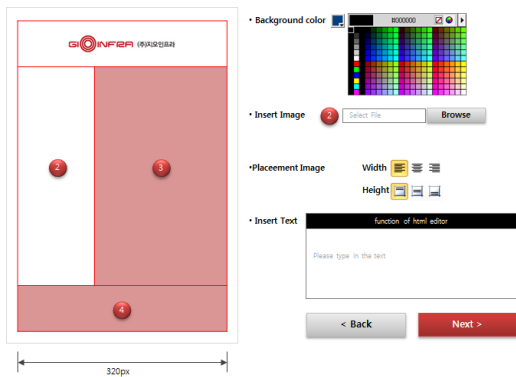 GIOINFRA (주)지오인프라
2
3
4
320px
• Background color
#000000
• Insert Image
2
Select File
Browse
•Placeement Image
Width
Height
• Insert Text
function of html editor
Please type in the text
< Back
Next >